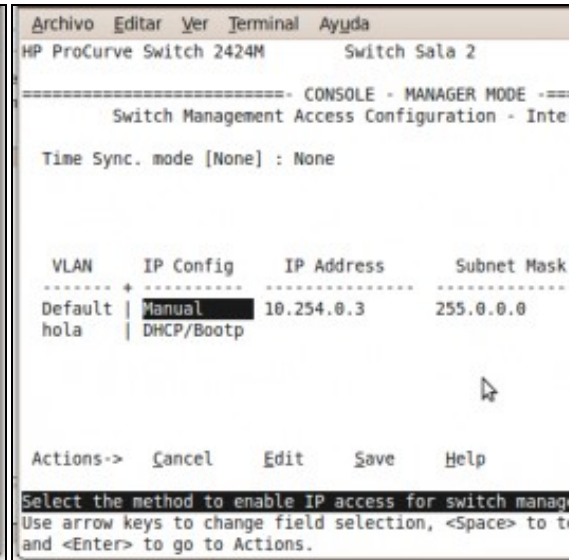 Archivo Editar Ver Terminal Ayuda
HP ProCurve Switch 2424M Switch Sala 2
===========================- CONSOLE - MANAGER MODE -===
Switch Management Access Configuration - Inte
Time Sync. mode [None] : None
VLAN IP Config IP Address Subnet Mask
------- + ---------- --------------- -------------
Default | Manual 10.254.0.3 255.0.0.0
hola | DHCP/Bootp
Actions-> Cancel Edit Save Help
Select the method to enable IP access for switch manage
Use arrow keys to change field selection, <Space> to t
and <Enter> to go to Actions.